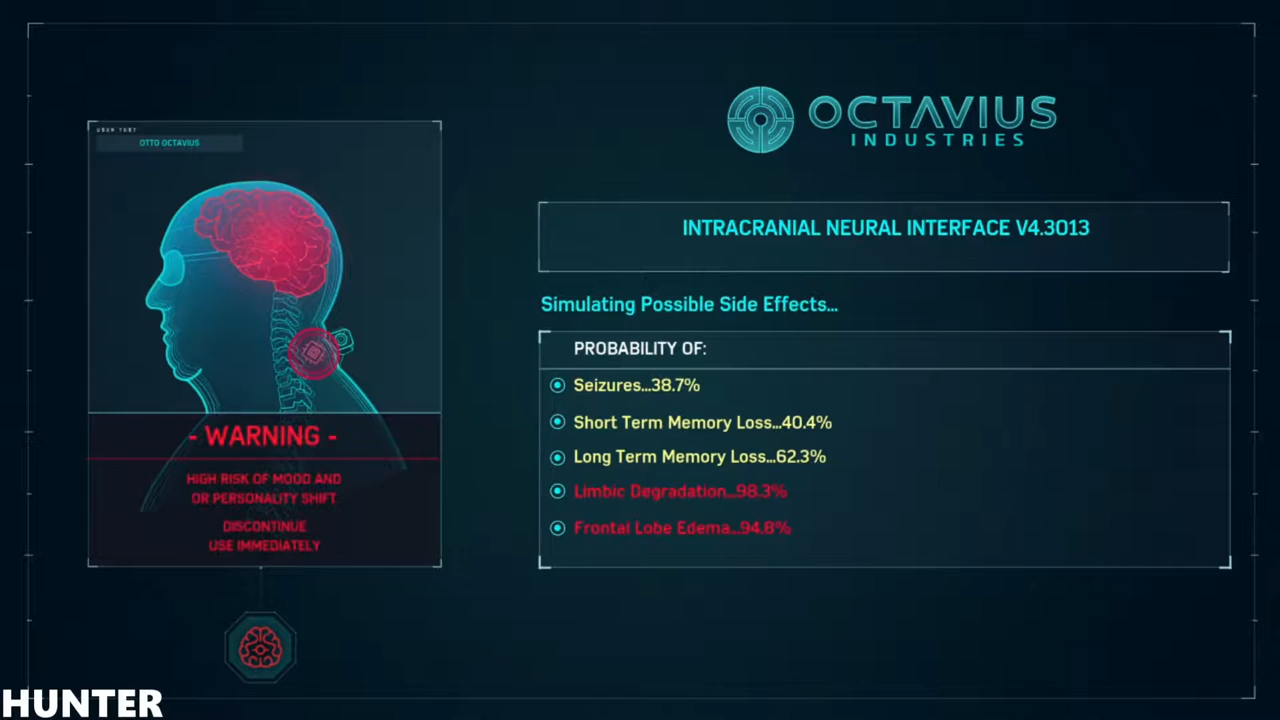 USER TEST
OTTO OCTAVIUS
OCTAVIUS
INDUSTRIES
INTRACRANIAL NEURAL INTERFACE V4.3013
Simulating Possible Side Effects...
PROBABILITY OF:
Seizures...38.7%
Short Term Memory Loss...40.4%
Long Term Memory Loss...62.3%
Limbic Degradation...98.3%
Frontal Lobe Edema...94.8%
- WARNING -
HIGH RISK OF MOOD AND
OR PERSONALITY SHIFT
DISCONTINUE
USE IMMEDIATELY
HUNTER